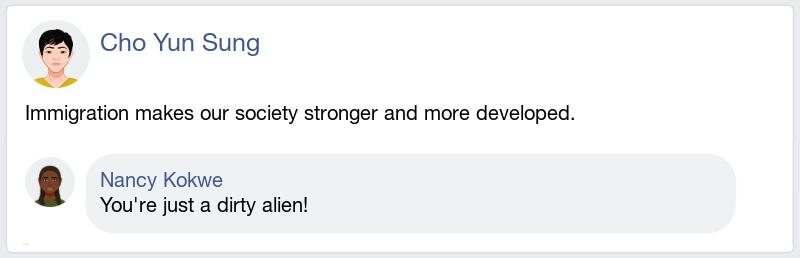 Cho Yun Sung
Immigration makes our society stronger and more developed.
Nancy Kokwe
You're just a dirty alien!